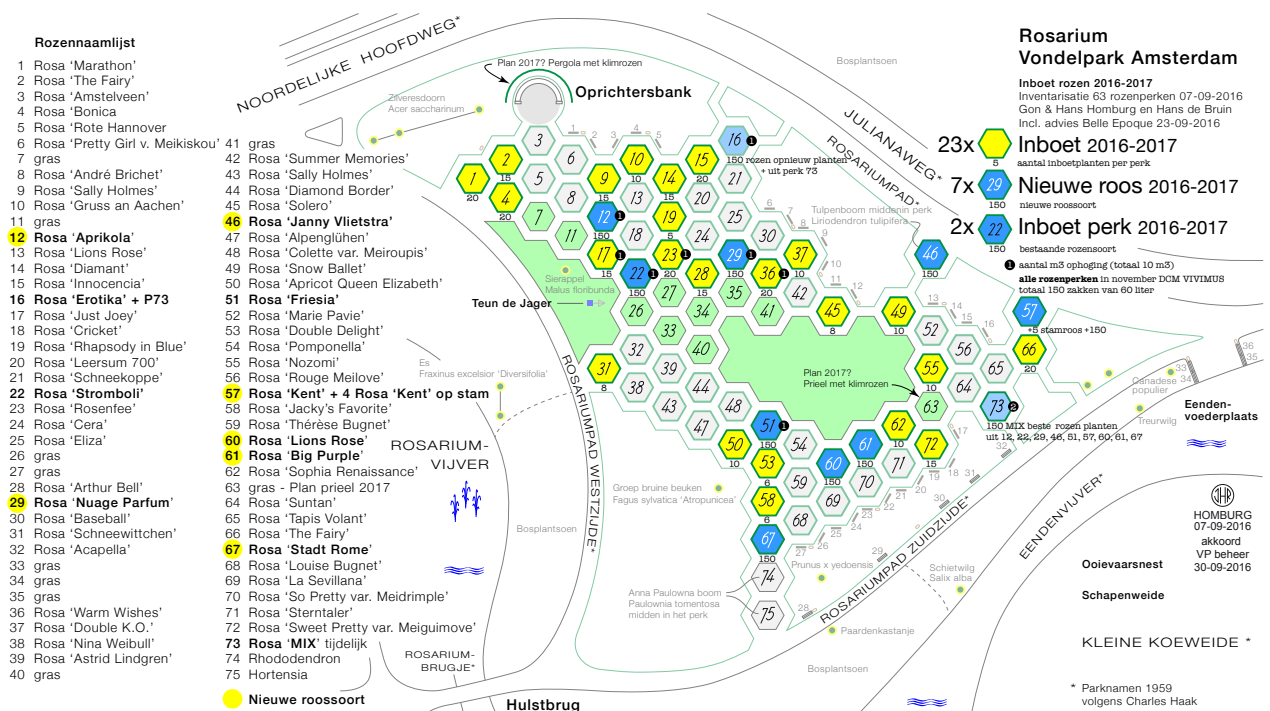 Rozennaamlijst
1 Rosa ‘Marathon’
2 Rosa ‘The Fairy’
3 Rosa ‘Amstelveen’
4 Rosa ‘Bonica
5 Rosa ‘Rote Hannover
6 Rosa ‘Pretty Girl v. Meikiskou’
7 gras
8 Rosa ‘André Brichet’
9 Rosa ‘Sally Holmes’
10 Rosa ‘Gruss an Aachen’
11 gras
12 Rosa ‘Aprikola’
13 Rosa ‘Lions Rose’
14 Rosa ‘Diamant’
15 Rosa ‘Innocencia’
16 Rosa ‘Erotika’ + P73
17 Rosa ‘Just Joey’
18 Rosa ‘Cricket’
19 Rosa ‘Rhapsody in Blue’
20 Rosa ‘Leersum 700’
21 Rosa ‘Schneekoppe’
22 Rosa ‘Stromboli’
23 Rosa ‘Rosenfee’
24 Rosa ‘Cera’
25 Rosa ‘Eliza’
26 gras
27 gras
28 Rosa ‘Arthur Bell’
29 Rosa ‘Nuage Parfum’
30 Rosa ‘Baseball’
31 Rosa ‘Schneewittchen’
32 Rosa ‘Acapella’
33 gras
34 gras
35 gras
36 Rosa ‘Warm Wishes’
37 Rosa ‘Double K.O.’
38 Rosa ‘Nina Weibull’
39 Rosa ‘Astrid Lindgren’
40 gras
41 gras
42 Rosa ‘Summer Memories’
43 Rosa ‘Sally Holmes’
44 Rosa ‘Dlamond Border’
45 Rosa ‘Solero’
46 Rosa ‘Janny Vlietstra’
47 Rosa ‘Alpenglühen’
48 Rosa ‘Colette var. Meiroupis’
49 Rosa ‘Snow Ballet’
50 Rosa ‘Apricot Queen Elizabeth’
51 Rosa ‘Friesia’
52 Rosa ‘Marie Pavie’
53 Rosa ‘Double Delight’
54 Rosa ‘Pomponella’
55 Rosa ‘Nozomi’
56 Rosa ‘Rouge Meilove’
57 Rosa ‘Kent’ + 4 Rosa ‘Kent’ op stam
58 Rosa ‘Jacky’s Favorite’
59 Rosa ‘Thérèse Bugnet’
60 Rosa ‘Lions Rose’
61 Rosa ‘Big Purple’
62 Rosa ‘Sophia Renaissance’
63 gras - Plan prieel 2017
64 Rosa ‘Suntan’
65 Rosa ‘Tapis Volant’
66 Rosa ‘The Fairy’
67 Rosa ‘Stadt Rome’
68 Rosa ‘Louise Bugnet’
69 Rosa ‘La Sevillana’
70 Rosa ‘So Pretty var. Meidrimple’
71 Rosa ‘Sterntaler’
72 Rosa ‘Sweet Pretty var. Meiguimove’
73 Rosa ‘MIX’ tijdelijk
74 Rhododendron
75 Hortensia
Nieuwe roossoort
NOORDELIJKE HOOFDWEG*
Plan 2017? Pergola met klimrozen
Oprichtersbank
Zilveresdoorn
Acer saccharinum
Bosplantsoen
JULIANAWEG*
ROSARIUMPAD*
150 rozen opnieuw planten
+ uit perk 73
Tulpenboom middenin perk
Liriodendron tulipifera
Sierappel
Malus floribunda
Teun de Jager
Plan 2017?
Prieel met klimrozen
Es
Fraxinus excelsior ‘Diversifolia’
ROSARIUM-
VIJVER
ROSARIUMPAD WESTZIJDE*
Groep bruine beuken
Fagus sylvatica ‘Atropunicea’
Bosplantsoen
Anna Paulowna boom
Paulownia tomentosa
midden in het perk
Prunus x yedoensis
Paardenkastanje
Bosplantsoen
Schietwilg
Salix alba
ROSARIUMPAD ZUIDZIJDE*
EENDENVIJVER*
ROSARIUM-
BRUGJE*
Hulstbrug
+5 stamroos +150
150 MIX beste rozen planten
uit 12, 22, 29, 46, 51, 57, 60, 61, 67
Canadese
populier
Treurwilg
Eenden-
voederplaats
Rosarium
Vondelpark Amsterdam
Inboet rozen 2016-2017
Inventarisatie 63 rozenperken 07-09-2016
Gon & Hans Homburg en Hans de Bruin
Incl. advies Belle Epoque 23-09-2016
23x Inboet 2016-2017
5
aantal inboetplanten per perk
7x 29 Nieuwe roos 2016-2017
150
nieuwe roossoort
2x 22 Inboet perk 2016-2017
150
bestaande rozensoort
1 aantal m3 ophoging (totaal 10 m3)
alle rozenperken in november DCM VIVIMUS
totaal 150 zakken van 60 liter
JHR
HOMBURG
07-09-2016
akkoord
VP beheer
30-09-2016
Ooievaarsnest
Schapenweide
KLEINE KOEWEIDE *
* Parknamen 1959
volgens Charles Haak